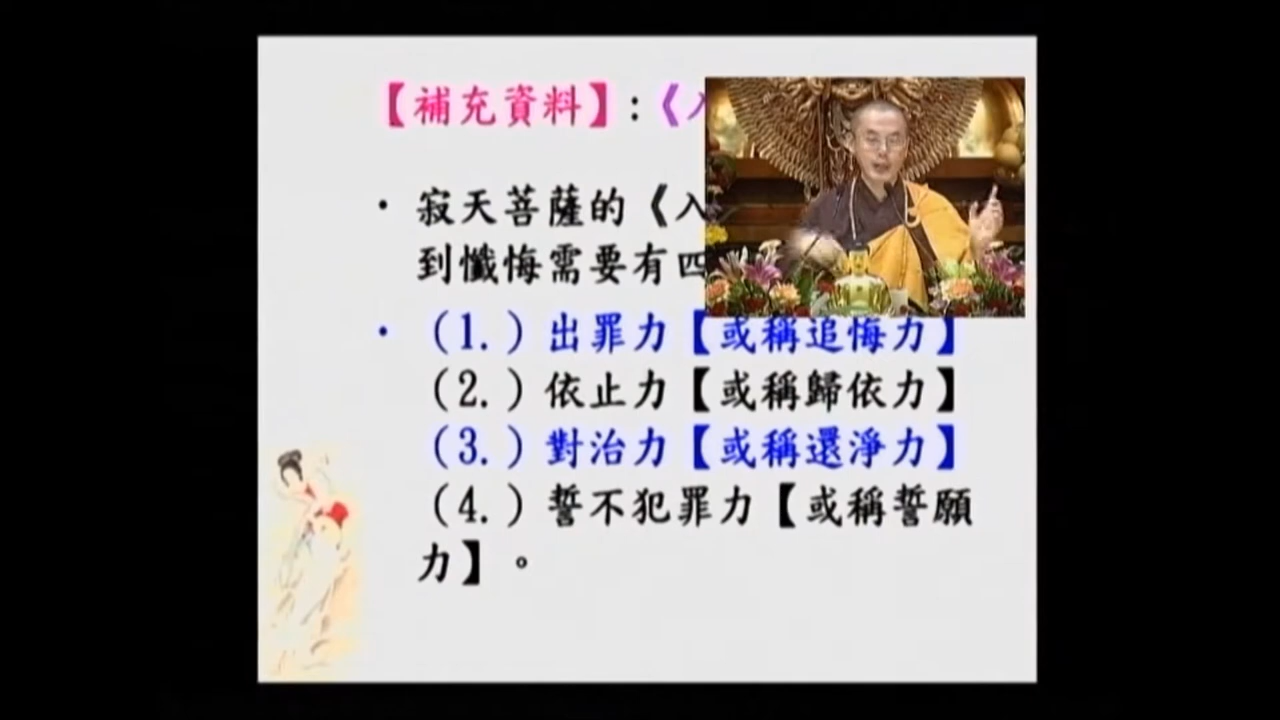 【補充資料】:《入
• 寂天菩薩的《入
到懺悔需要有四
• (1.)出罪力【或稱追悔力】
(2.)依止力【或稱歸依力】
(3.)對治力【或稱還淨力】
(4.)誓不犯罪力【或稱誓願
力】。